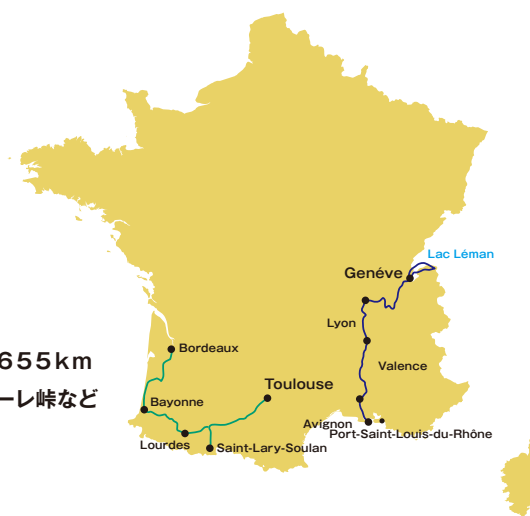 Lac Léman
Genéve
Lyon
Bordeaux
655km
Valence
Toulouse
ーレ峠など
Bayonne
Avignon
Port-Saint-Louis-du-Rhône
Lourdes
Saint-Lary-Soulan